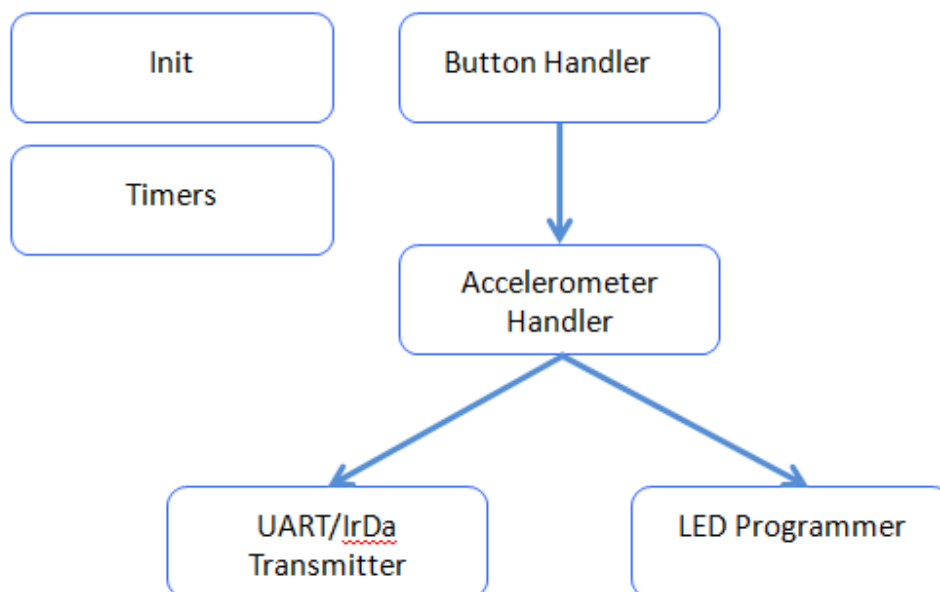 Init
Button Handler
Timers
Accelerometer
Handler
UART/IrDa
Transmitter
LED Programmer